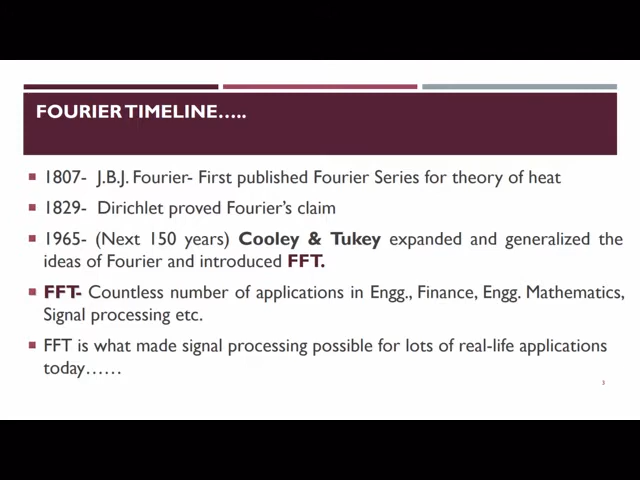 FOURIER TIMELINE…..
1807- J.B.J. Fourier- First published Fourier Series for theory of heat
1829- Dirichlet proved Fourier's claim
1965- (Next 150 years) Cooley & Tukey expanded and generalized the
ideas of Fourier and introduced FFT.
FFT- Countless number of applications in Engg., Finance, Engg. Mathematics,
Signal processing etc.
FFT is what made signal processing possible for lots of real-life applications
today……
3